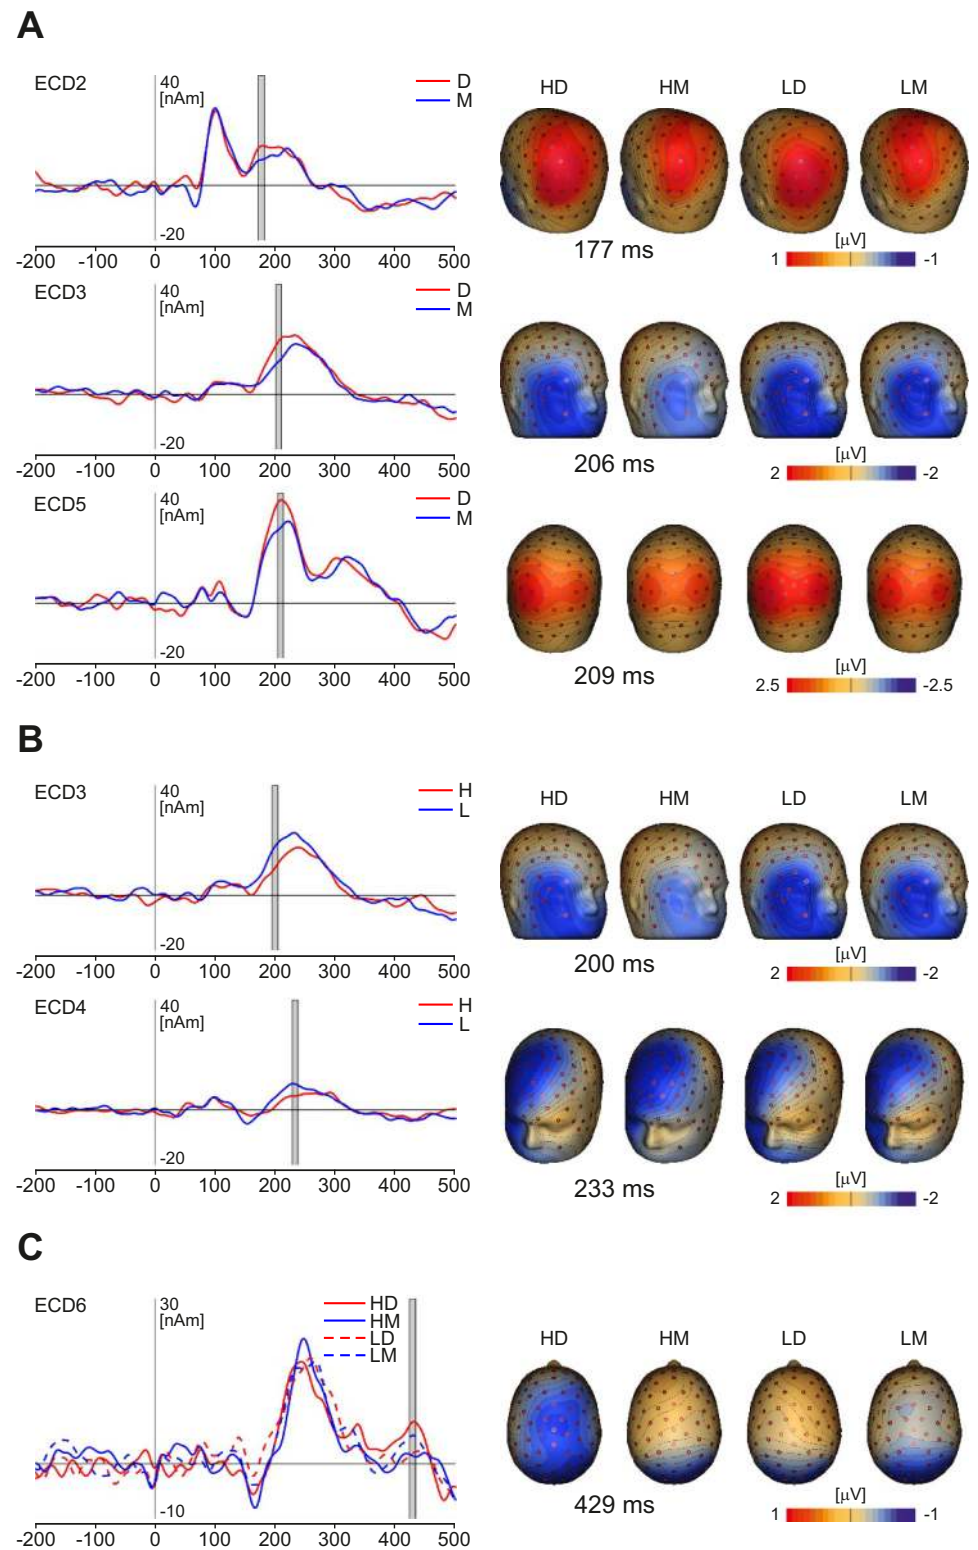 A
ECD2
40
[nAm]
-20
D
M
-200 -100 0 100 200 300 400 500
HD HM LD LM
177 ms
[µV]
1 -1
ECD3
40
[nAm]
-20
D
M
-200 -100 0 100 200 300 400 500
206 ms
[µV]
2 -2
ECD5
40
[nAm]
-20
D
M
-200 -100 0 100 200 300 400 500
209 ms
[µV]
2.5 -2.5
B
ECD3
40
[nAm]
-20
H
L
-200 -100 0 100 200 300 400 500
HD HM LD LM
200 ms
[µV]
2 -2
ECD4
40
[nAm]
-20
H
L
-200 -100 0 100 200 300 400 500
233 ms
[µV]
2 -2
C
ECD6
30
[nAm]
-10
HD
HM
LD
LM
-200 -100 0 100 200 300 400 500
HD HM LD LM
429 ms
[µV]
1 -1